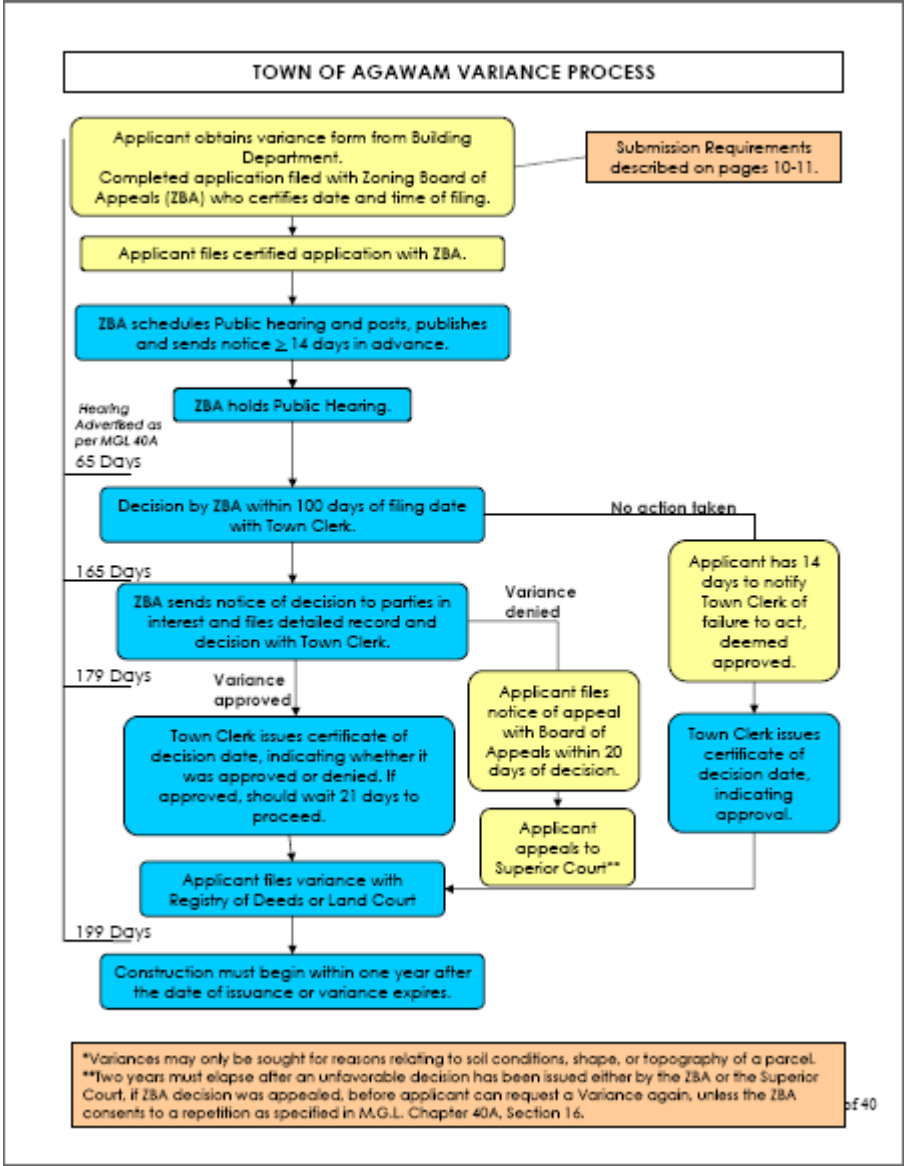 TOWN OF AGAWAM VARIANCE PROCESS
Applicant obtains variance form from Building
Department.
Completed application filed with Zoning Board of
Appeals (ZBA) who certifies date and time of filing.
Submission Requirements
described on pages 10-11.
Applicant files certified application with ZBA.
ZBA schedules Public hearing and posts, publishes
and sends notice ≥ 14 days in advance.
ZBA holds Public Hearing.
Hearing
Advertised as
per MGL 40A
65 Days
Decision by ZBA within 100 days of filing date
with Town Clerk.
No action taken
Applicant has 14
days to notify
Town Clerk of
failure to act,
deemed
approved.
165 Days
ZBA sends notice of decision to parties in
interest and files detailed record and
decision with Town Clerk.
Variance
denied
179 Days
Variance
approved
Applicant files
notice of appeal
with Board of
Appeals within 20
days of decision.
Town Clerk issues
certificate of
decision date,
indicating
approval.
Town Clerk issues certificate of
decision date, indicating whether it
was approved or denied. If
approved, should wait 21 days to
proceed.
Applicant
appeals to
Superior Court**
Applicant files variance with
Registry of Deeds or Land Court
199 Days
Construction must begin within one year after
the date of issuance or variance expires.
*Variances may only be sought for reasons relating to soil conditions, shape, or topography of a parcel.
**Two years must elapse after an unfavorable decision has been issued either by the ZBA or the Superior
Court, if ZBA decision was appealed, before applicant can request a Variance again, unless the ZBA
consents to a repetition as specified in M.G.L. Chapter 40A, Section 16.
of 40